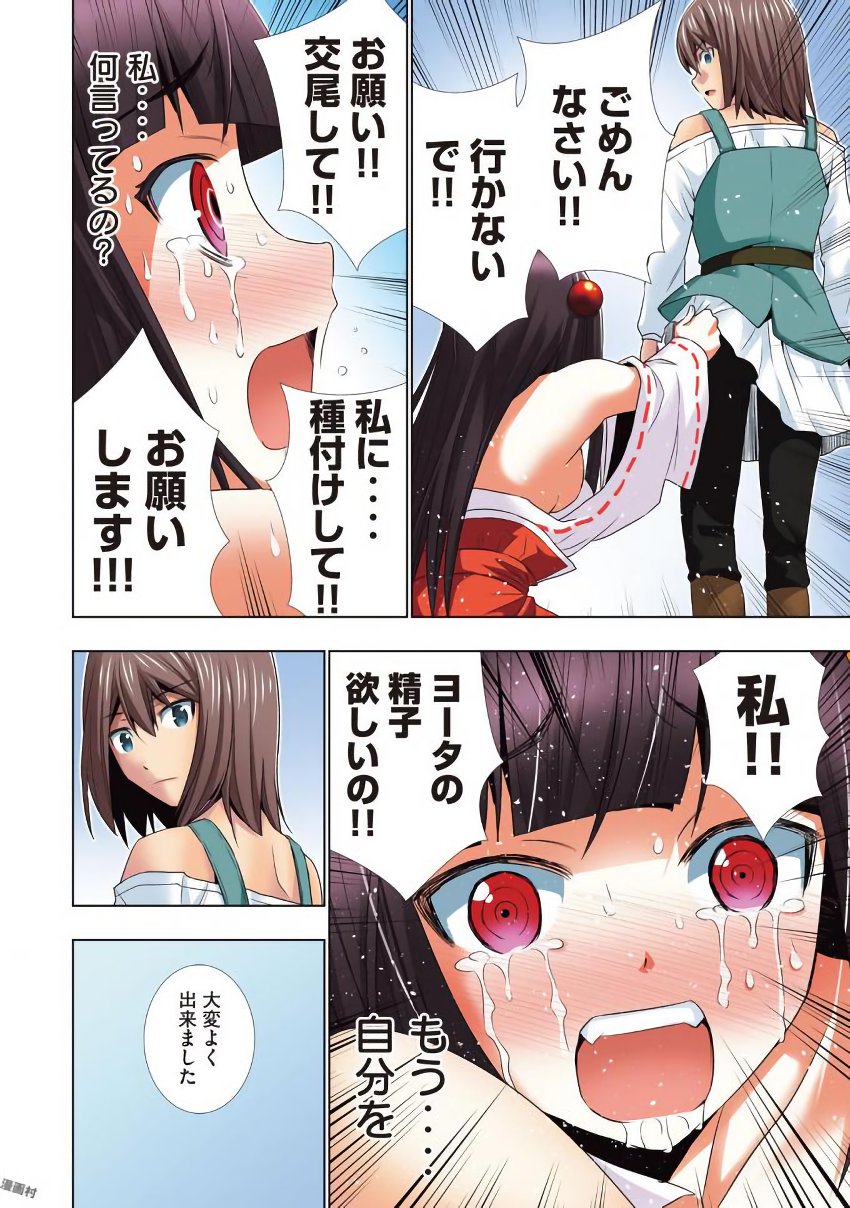 ごめん
なさい!!
行かない
で!!
お願い!!
交尾して!!
私‥‥
何言ってるの?
私に‥‥
種付けして!!
お願い
します!!!
私!!
ヨータの
精子
欲しいの!!
もう‥‥
自分を
大変よく
出来ました
漫画村